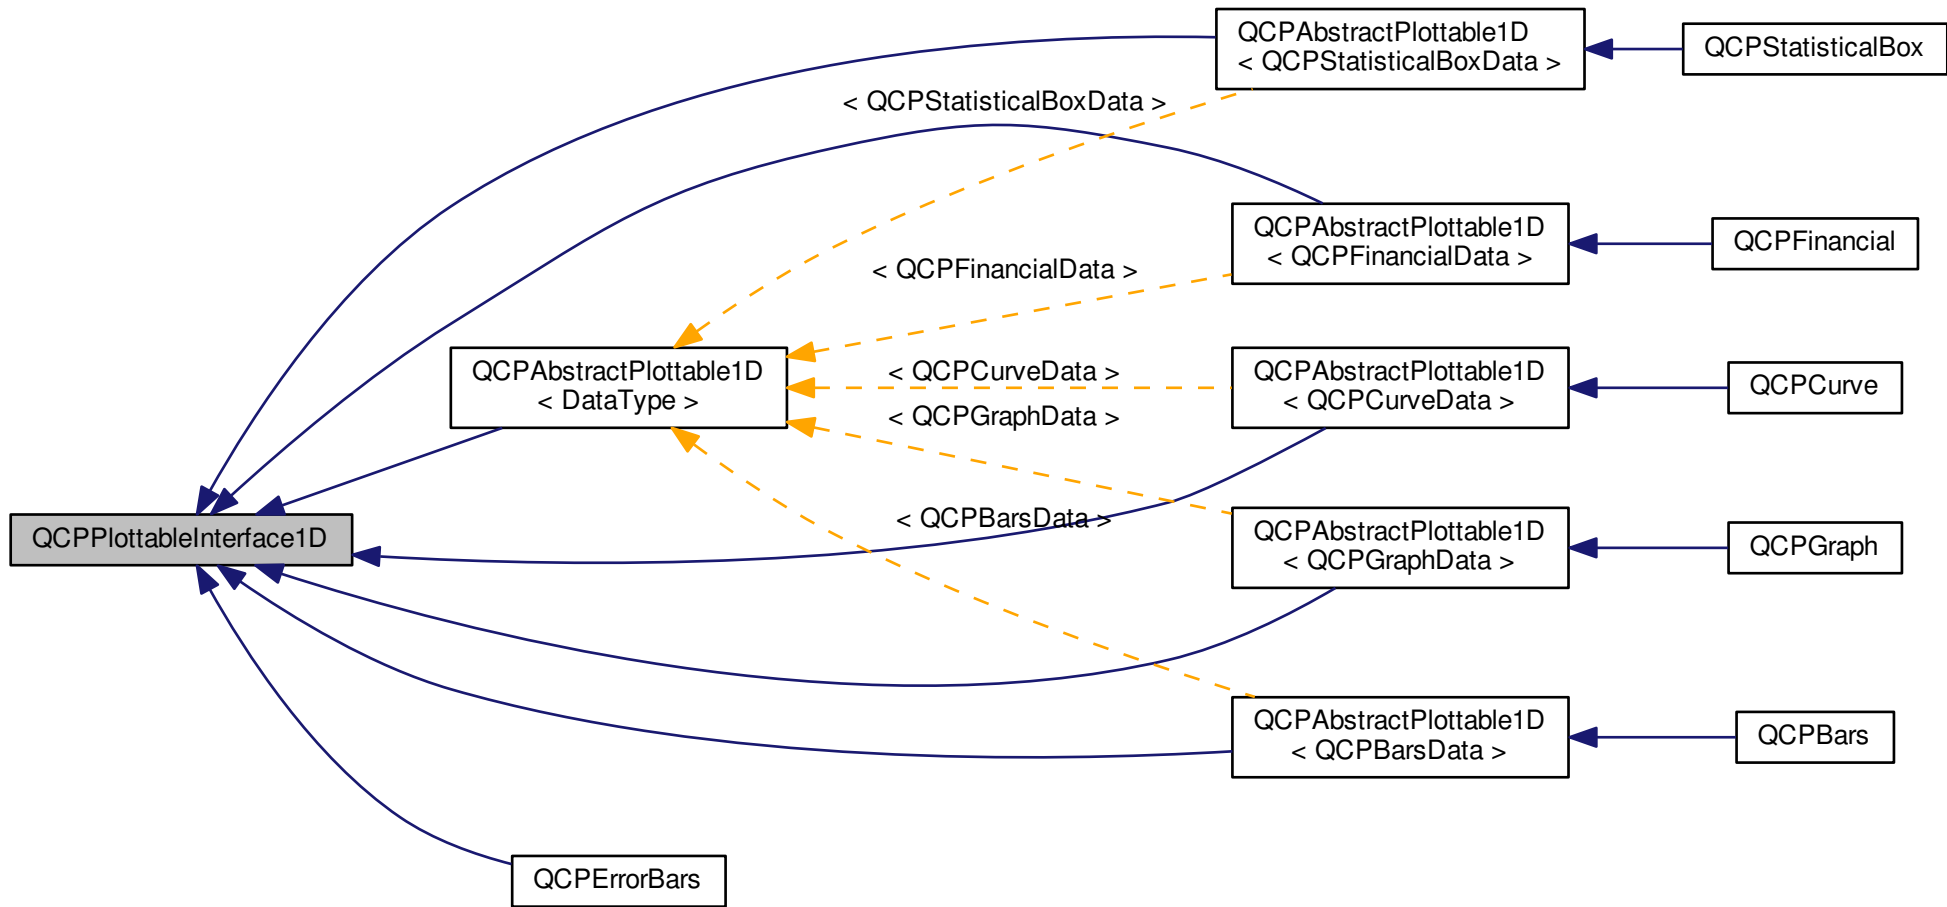 QCPAbstractPlottable1D
< QCPStatisticalBoxData >
QCPStatisticalBox
< QCPStatisticalBoxData >
QCPAbstractPlottable1D
< QCPFinancialData >
QCPFinancial
< QCPFinancialData >
QCPAbstractPlottable1D
< DataType >
< QCPCurveData >
QCPAbstractPlottable1D
< QCPCurveData >
QCPCurve
< QCPGraphData >
QCPPlottableInterface1D
< QCPBarsData >
QCPAbstractPlottable1D
< QCPGraphData >
QCPGraph
QCPAbstractPlottable1D
< QCPBarsData >
QCPBars
QCPErrorBars